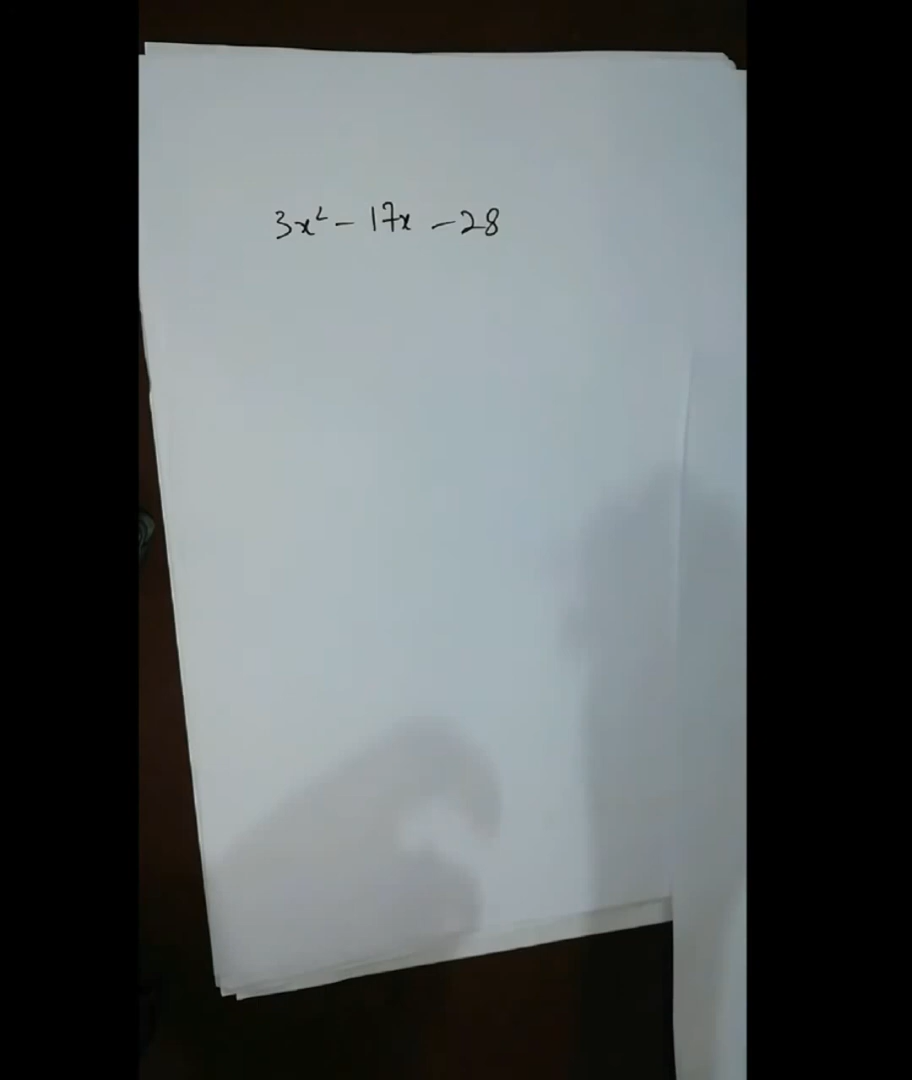 3x² - 17x - 28